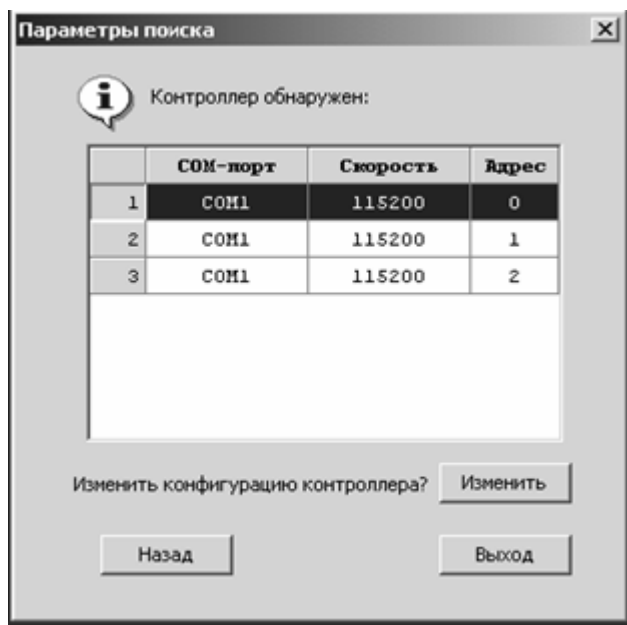 Параметры поиска
Контроллер обнаружен:
COM-порт Скорость Адрес
1 COM1 115200 0
2 COM1 115200 1
3 COM1 115200 2
Изменить конфигурацию контроллера? Изменить
Назад Выход